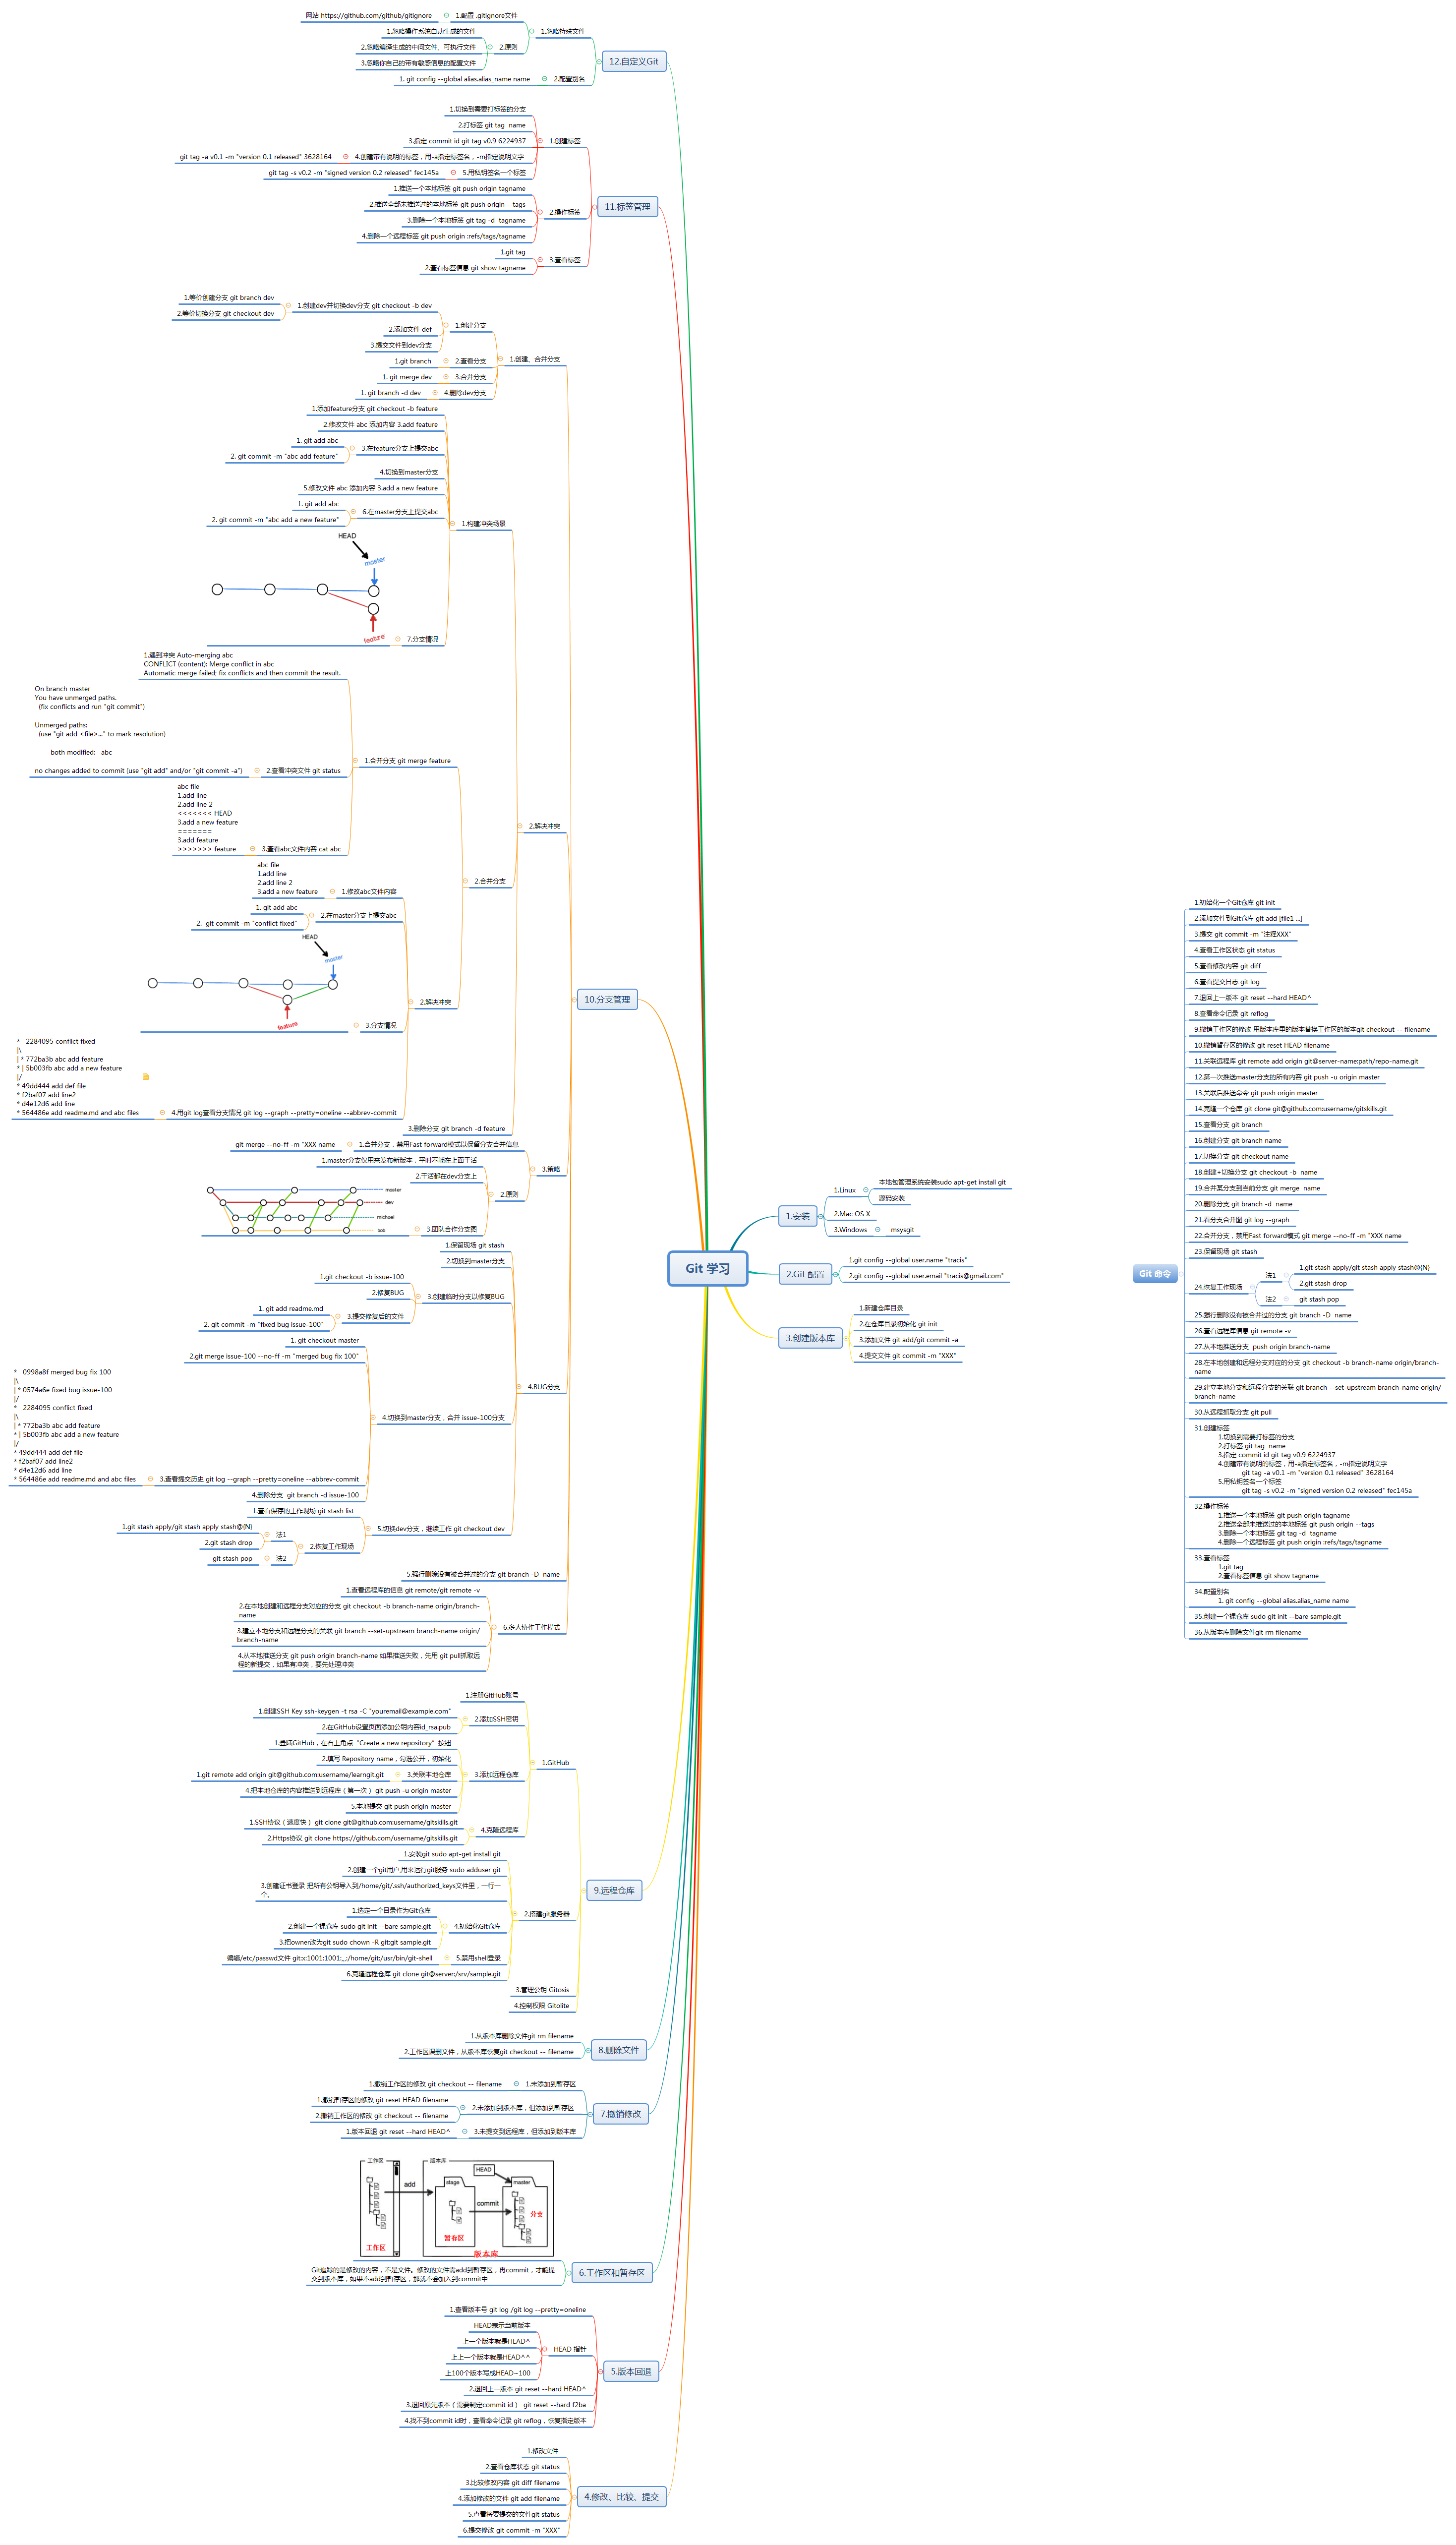 网站 https://github.com/github/gitignore
1.配置 .gitignore文件
1.忽略操作系统自动生成的文件
2.忽略编译生成的中间文件、可执行文件
3.忽略你自己的带有敏感信息的配置文件
2.原则
1.忽略特殊文件
1. git config --global alias.alias_name name
2.配置别名
12.自定义Git
1.切换到需要打标签的分支
2.打标签 git tag  name
3.指定 commit id git tag v0.9 6224937
git tag -a v0.1 -m "version 0.1 released" 3628164
4.创建带有说明的标签，用-a指定标签名，-m指定说明文字
git tag -s v0.2 -m "signed version 0.2 released" fec145a
5.用私钥签名一个标签
1.创建标签
1.推送一个本地标签 git push origin tagname
2.推送全部未推送过的本地标签 git push origin --tags
3.删除一个本地标签 git tag -d  tagname
4.删除一个远程标签 git push origin :refs/tags/tagname
2.操作标签
1.git tag
2.查看标签信息 git show tagname
3.查看标签
11.标签管理
1.等价创建分支 git branch dev
2.等价切换分支 git checkout dev
1.创建dev并切换dev分支 git checkout -b dev
2.添加文件 def
3.提交文件到dev分支
1.创建分支
1.git branch
2.查看分支
1. git merge dev
3.合并分支
1. git branch -d dev
4.删除dev分支
1.创建、合并分支
1.添加feature分支 git checkout -b feature
2.修改文件 abc 添加内容 3.add feature
1. git add abc
2. git commit -m "abc add feature"
3.在feature分支上提交abc
4.切换到master分支
5.修改文件 abc 添加内容 3.add a new feature
1. git add abc
2. git commit -m "abc add a new feature"
6.在master分支上提交abc
HEAD
master
feature
7.分支情况
1.构建冲突场景
1.遇到冲突 Auto-merging abc
CONFLICT (content): Merge conflict in abc
Automatic merge failed; fix conflicts and then commit the result.
On branch master
You have unmerged paths.
(fix conflicts and run "git commit")
Unmerged paths:
(use "git add <file>..." to mark resolution)
both modified:   abc
no changes added to commit (use "git add" and/or "git commit -a")
2.查看冲突文件 git status
abc file
1.add line
2.add line 2
<<<<<<< HEAD
3.add a new feature
=======
3.add feature
>>>>>>> feature
3.查看abc文件内容 cat abc
1.合并分支 git merge feature
abc file
1.add line
2.add line 2
3.add a new feature
1.修改abc文件内容
1. git add abc
2.  git commit -m "conflict fixed"
2.在master分支上提交abc
HEAD
master
feature
3.分支情况
*   2284095 conflict fixed
|\
| * 772ba3b abc add feature
* | 5b003fb abc add a new feature
|/
* 49dd444 add def file
* f2baf07 add line2
* d4e12d6 add line
* 564486e add readme.md and abc files
4.用git log查看分支情况 git log --graph --pretty=oneline --abbrev-commit
2.解决冲突
2.合并分支
3.删除分支 git branch -d feature
2.解决冲突
git merge --no-ff -m "XXX name
1.合并分支，禁用Fast forward模式以保留分支合并信息
1.master分支仅用来发布新版本，平时不能在上面干活
2.干活都在dev分支上
master
dev
michael
bob
3.团队合作分支图
2.原则
3.策略
1.保留现场 git stash
2.切换到master分支
1.git checkout -b issue-100
2.修复BUG
1. git add readme.md
2. git commit -m "fixed bug issue-100"
3.提交修复后的文件
3.创建临时分支以修复BUG
1. git checkout master
2.git merge issue-100 --no-ff -m "merged bug fix 100"
*   0998a8f merged bug fix 100
|\
| * 0574a6e fixed bug issue-100
|/
*   2284095 conflict fixed
|\
| * 772ba3b abc add feature
* | 5b003fb abc add a new feature
|/
* 49dd444 add def file
* f2baf07 add line2
* d4e12d6 add line
* 564486e add readme.md and abc files
3.查看提交历史 git log --graph --pretty=oneline --abbrev-commit
4.删除分支  git branch -d issue-100
4.切换到master分支，合并 issue-100分支
1.查看保存的工作现场 git stash list
1.git stash apply/git stash apply stash@{N}
2.git stash drop
法1
git stash pop
法2
2.恢复工作现场
5.切换dev分支，继续工作 git checkout dev
4.BUG分支
5.强行删除没有被合并过的分支 git branch -D  name
1.查看远程库的信息 git remote/git remote -v
2.在本地创建和远程分支对应的分支 git checkout -b branch-name origin/branch-
name
3.建立本地分支和远程分支的关联 git branch --set-upstream branch-name origin/
branch-name
4.从本地推送分支 git push origin branch-name 如果推送失败，先用 git pull抓取远
程的新提交，如果有冲突，要先处理冲突
6.多人协作工作模式
10.分支管理
1.注册GitHub账号
1.创建SSH Key ssh-keygen -t rsa -C "youremail@example.com"
2.在GitHub设置页面添加公钥内容id_rsa.pub
2.添加SSH密钥
1.登陆GitHub，在右上角点“Create a new repository”按钮
2.填写 Repository name，勾选公开，初始化
1.git remote add origin git@github.com:username/learngit.git
3.关联本地仓库
4.把本地仓库的内容推送到远程库（第一次） git push -u origin master
5.本地提交 git push origin master
3.添加远程仓库
1.SSH协议（速度快） git clone git@github.com:username/gitskills.git
2.Https协议 git clone https://github.com/username/gitskills.git
4.克隆远程库
1.GitHub
1.安装git sudo apt-get install git
2.创建一个git用户,用来运行git服务 sudo adduser git
3.创建证书登录 把所有公钥导入到/home/git/.ssh/authorized_keys文件里，一行一
个。
1.选定一个目录作为Git仓库
2.创建一个裸仓库 sudo git init --bare sample.git
3.把owner改为git sudo chown -R git:git sample.git
4.初始化Git仓库
编辑/etc/passwd文件 git:x:1001:1001:,,,:/home/git:/usr/bin/git-shell
5.禁用shell登录
6.克隆远程仓库 git clone git@server:/srv/sample.git
2.搭建git服务器
3.管理公钥 Gitosis
4.控制权限 Gitolite
9.远程仓库
1.从版本库删除文件git rm filename
2.工作区误删文件，从版本库恢复git checkout -- filename
8.删除文件
1.撤销工作区的修改 git checkout -- filename
1.未添加到暂存区
1.撤销暂存区的修改 git reset HEAD filename
2.撤销工作区的修改 git checkout -- filename
2.未添加到版本库，但添加到暂存区
1.版本回退 git reset --hard HEAD^
3.未提交到远程库，但添加到版本库
7.撤销修改
工作区
版本库
HEAD
stage
master
add
commit
分支
暂存区
工作区
版本库
Git追踪的是修改的内容，不是文件。修改的文件需add到暂存区，再commit，才能提
交到版本库，如果不add到暂存区，那就不会加入到commit中
6.工作区和暂存区
1.查看版本号 git log /git log --pretty=oneline
HEAD表示当前版本
上一个版本就是HEAD^
上上一个版本就是HEAD^^
上100个版本写成HEAD~100
HEAD 指针
2.退回上一版本 git reset --hard HEAD^
3.退回原先版本（需要制定commit id）  git reset --hard f2ba
4.找不到commit id时，查看命令记录 git reflog，恢复指定版本
5.版本回退
1.修改文件
2.查看仓库状态 git status
3.比较修改内容 git diff filename
4.添加修改的文件 git add filename
5.查看将要提交的文件git status
6.提交修改 git commit -m "XXX"
4.修改、比较、提交
Git 学习
1.安装
1.Linux
本地包管理系统安装sudo apt-get install git
源码安装
2.Mac OS X
3.Windows
msysgit
2.Git 配置
1.git config --global user.name "tracis"
2.git config --global user.email "tracis@gmail.com"
3.创建版本库
1.新建仓库目录
2.在仓库目录初始化 git init
3.添加文件 git add/git commit -a
4.提交文件 git commit -m "XXX"
Git 命令
1.初始化一个Git仓库 git init
2.添加文件到Git仓库 git add [file1 ...]
3.提交 git commit -m "注释XXX"
4.查看工作区状态 git status
5.查看修改内容 git diff
6.查看提交日志 git log
7.退回上一版本 git reset --hard HEAD^
8.查看命令记录 git reflog
9.撤销工作区的修改 用版本库里的版本替换工作区的版本git checkout -- filename
10.撤销暂存区的修改 git reset HEAD filename
11.关联远程库 git remote add origin git@server-name:path/repo-name.git
12.第一次推送master分支的所有内容 git push -u origin master
13.关联后推送命令 git push origin master
14.克隆一个仓库 git clone git@github.com:username/gitskills.git
15.查看分支 git branch
16.创建分支 git branch name
17.切换分支 git checkout name
18.创建+切换分支 git checkout -b  name
19.合并某分支到当前分支 git merge  name
20.删除分支 git branch -d  name
21.看分支合并图 git log --graph
22.合并分支，禁用Fast forward模式 git merge --no-ff -m "XXX name
23.保留现场 git stash
24.恢复工作现场
法1
1.git stash apply/git stash apply stash@{N}
2.git stash drop
法2
git stash pop
25.强行删除没有被合并过的分支 git branch -D  name
26.查看远程库信息 git remote -v
27.从本地推送分支  push origin branch-name
28.在本地创建和远程分支对应的分支 git checkout -b branch-name origin/branch-
name
29.建立本地分支和远程分支的关联 git branch --set-upstream branch-name origin/
branch-name
30.从远程抓取分支 git pull
31.创建标签
1.切换到需要打标签的分支
2.打标签 git tag  name
3.指定 commit id git tag v0.9 6224937
4.创建带有说明的标签，用-a指定标签名，-m指定说明文字
git tag -a v0.1 -m "version 0.1 released" 3628164
5.用私钥签名一个标签
git tag -s v0.2 -m "signed version 0.2 released" fec145a
32.操作标签
1.推送一个本地标签 git push origin tagname
2.推送全部未推送过的本地标签 git push origin --tags
3.删除一个本地标签 git tag -d  tagname
4.删除一个远程标签 git push origin :refs/tags/tagname
33.查看标签
1.git tag
2.查看标签信息 git show tagname
34.配置别名
1. git config --global alias.alias_name name
35.创建一个裸仓库 sudo git init --bare sample.git
36.从版本库删除文件git rm filename